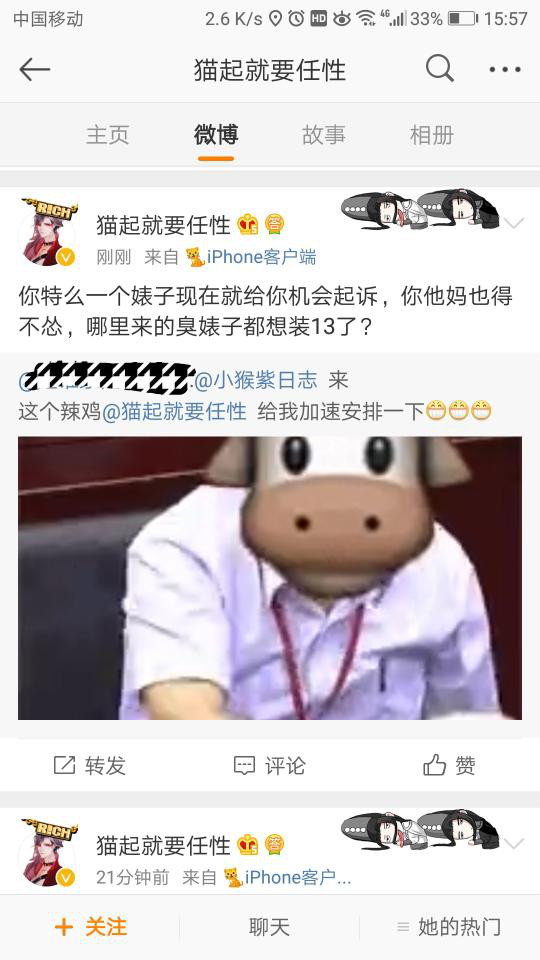 中国移动 2.6 K/s HD 4G 33% 15:57
猫起就要任性
主页 微博 故事 相册
RICH
猫起就要任性 答
刚刚 来自 iPhone客户端
你特么一个婊子现在就给你机会起诉，你他妈也得
不怂，哪里来的臭婊子都想装13了？
@小猴紫日志 来
这个辣鸡@猫起就要任性 给我加速安排一下
转发 评论 赞
RICH
猫起就要任性 答
21分钟前 来自 iPhone客户...
+ 关注 聊天 她的热门